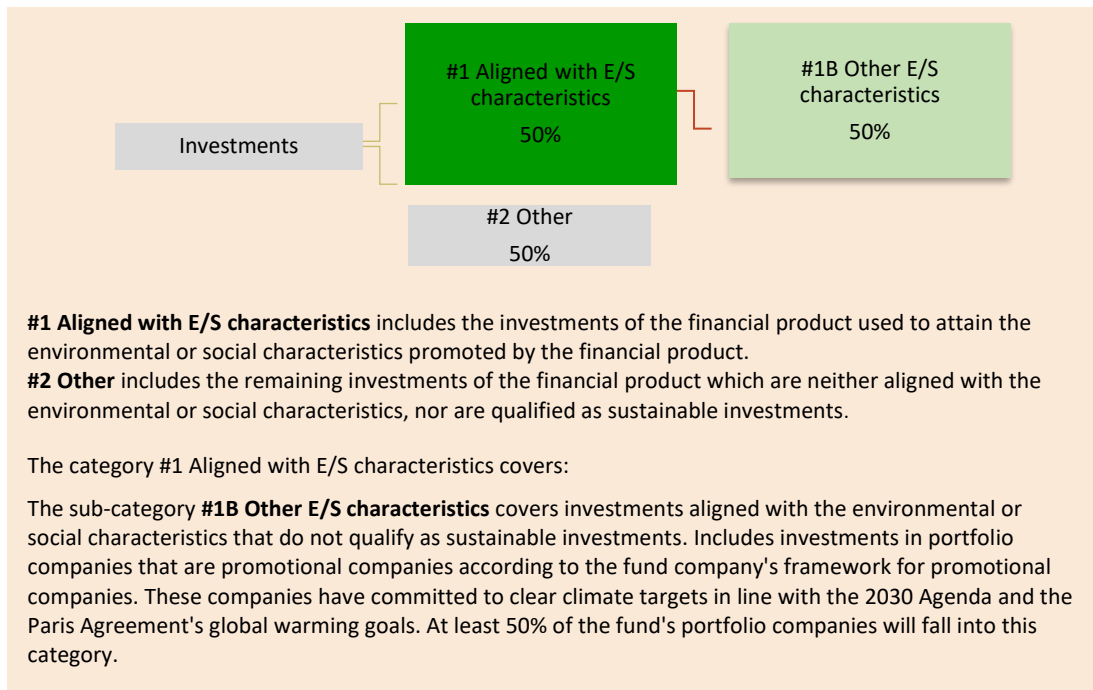 #1 Aligned with E/S
characteristics
50%
#1B Other E/S
characteristics
50%
Investments
#2 Other
50%
#1 Aligned with E/S characteristics includes the investments of the financial product used to attain the
environmental or social characteristics promoted by the financial product.
#2 Other includes the remaining investments of the financial product which are neither aligned with the
environmental or social characteristics, nor are qualified as sustainable investments.
The category #1 Aligned with E/S characteristics covers:
The sub-category #1B Other E/S characteristics covers investments aligned with the environmental or
social characteristics that do not qualify as sustainable investments. Includes investments in portfolio
companies that are promotional companies according to the fund company's framework for promotional
companies. These companies have committed to clear climate targets in line with the 2030 Agenda and the
Paris Agreement's global warming goals. At least 50% of the fund's portfolio companies will fall into this
category.